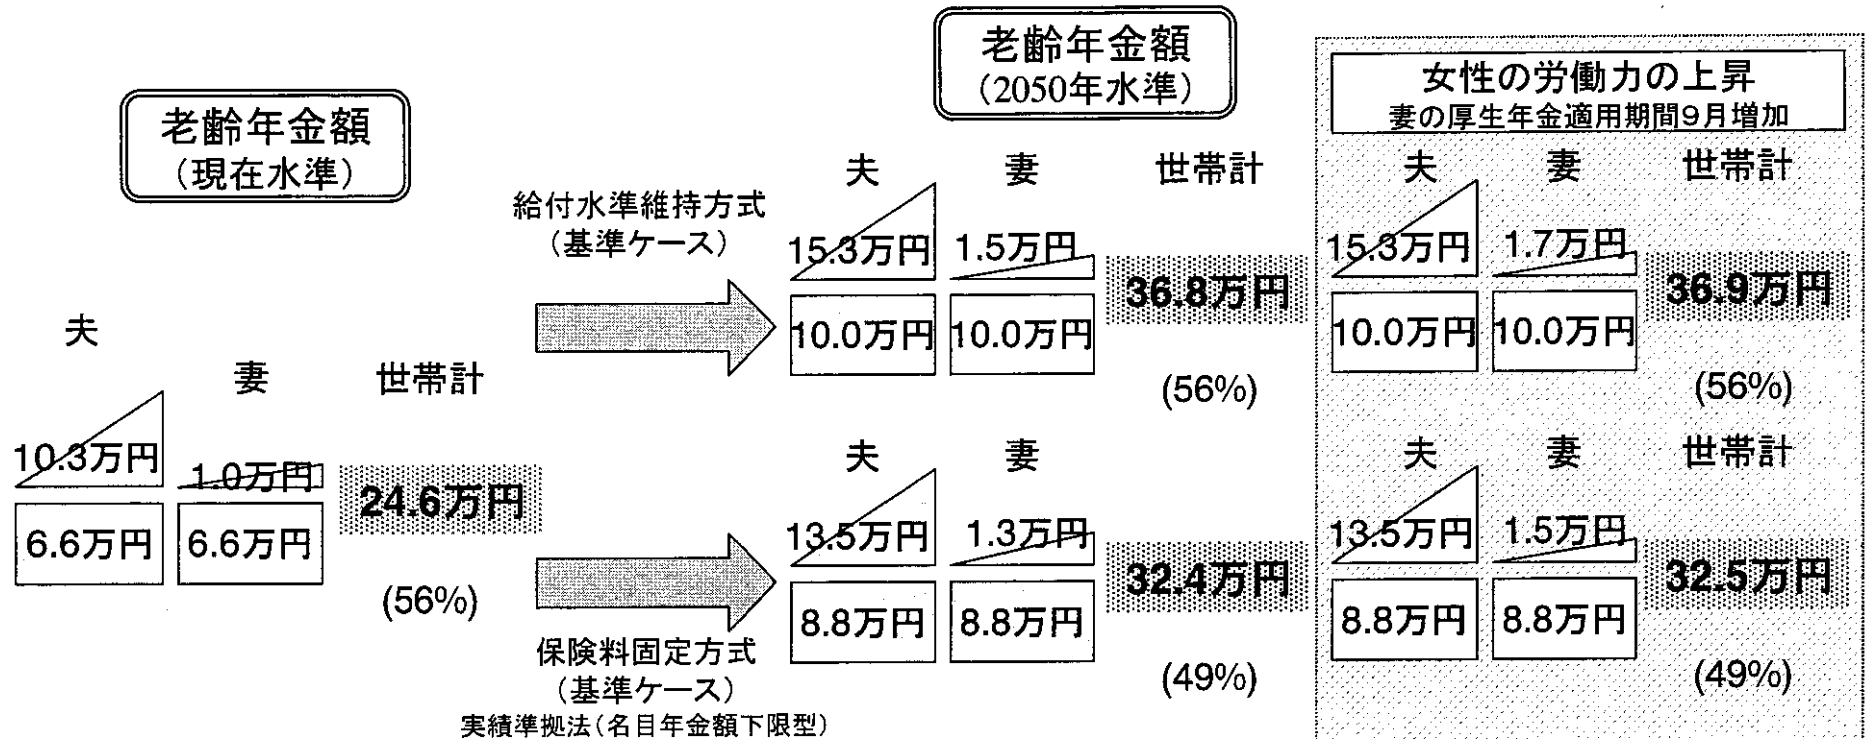 老齢年金額
（現在水準）
夫
妻
世帯計
10.3万円
1.0万円
24.6万円
6.6万円
6.6万円
(56%)
給付水準維持方式
（基準ケース）
保険料固定方式
（基準ケース）
実績準拠法（名目年金額下限型）
老齢年金額
（2050年水準）
夫
妻
世帯計
15.3万円
1.5万円
36.8万円
10.0万円
10.0万円
(56%)
夫
妻
13.5万円
1.3万円
32.4万円
8.8万円
8.8万円
(49%)
女性の労働力の上昇
妻の厚生年金適用期間9月増加
夫
妻
世帯計
15.3万円
1.7万円
36.9万円
10.0万円
10.0万円
(56%)
夫
妻
世帯計
13.5万円
1.5万円
32.5万円
8.8万円
8.8万円
(49%)